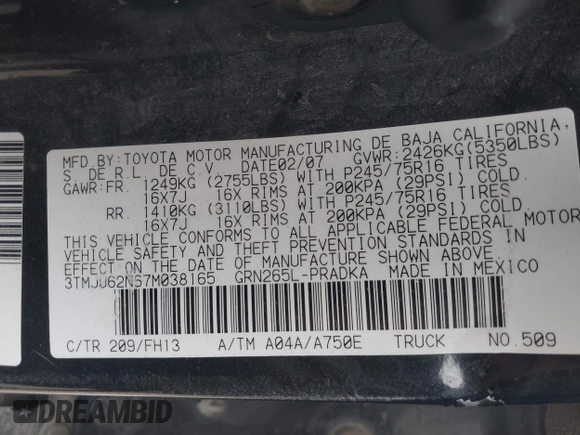 MFD.BY:TOYOTA MOTOR MANUFACTURING DE BAJA CALIFORNIA,
S. DE R.L. DE C.V. DATE02/07 GVWR:2426KG(5350LBS)
GAWR:FR. 1249KG (2755LBS) WITH P245/75R16 TIRES
16X7J 16X RIMS AT 200KPA (29PSI) COLD.
RR. 1410KG (3110LBS) WITH P245/75R16 TIRES
16X7J 16X RIMS AT 200KPA (29PSI) COLD.
THIS VEHICLE CONFORMS TO ALL APPLICABLE FEDERAL MOTOR
VEHICLE SAFETY AND THEFT PREVENTION STANDARDS IN
EFFECT ON THE DATE OF MANUFACTURE SHOWN ABOVE.
3TMJU62N67M038165 GRN265L-PRADKA MADE IN MEXICO
C/TR 209/FH13 A/TM A04A/A750E TRUCK NO.509
DREAMBID